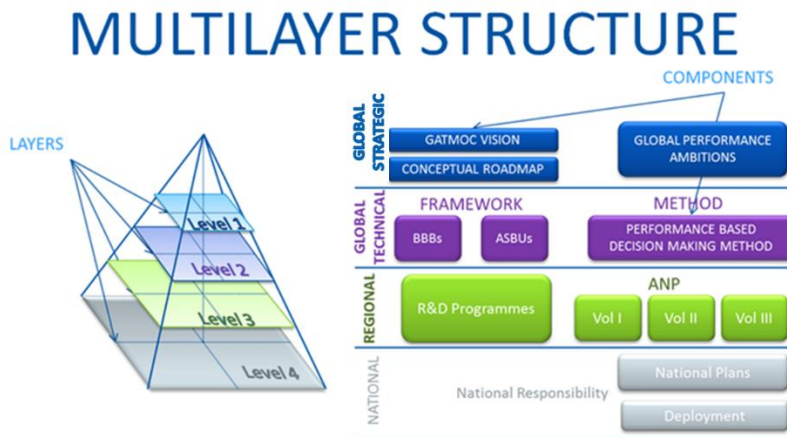 MULTILAYER STRUCTURE
LAYERS
Level 1
Level 2
Level 3
Level 4
COMPONENTS
GLOBAL
STRATEGIC
GATMOC VISION
CONCEPTUAL ROADMAP
GLOBAL PERFORMANCE
AMBITIONS
GLOBAL
TECHNICAL
FRAMEWORK
METHOD
BBBs
ASBUs
PERFORMANCE BASED
DECISION MAKING METHOD
REGIONAL
R&D Programmes
ANP
Vol I
Vol II
Vol III
NATIONAL
National Responsibility
National Plans
Deployment